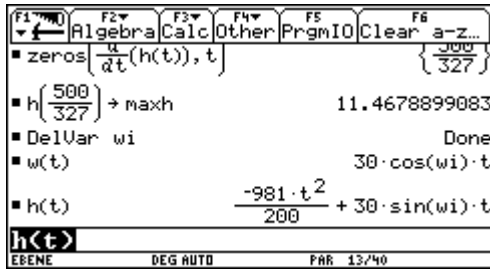 F1 F2▼ F3▼ F4▼ F5 F6
Algebra Calc Other PrgmIO Clear a-z…
▪ zeros(d/dt(h(t)), t) {500/327}
▪ h(500/327) → maxh 11.4678899083
▪ DelVar wi Done
▪ w(t) 30·cos(wi)·t
▪ h(t) -981·t²/200 + 30·sin(wi)·t
h(t)
EBENE DEG AUTO PAR 13/40